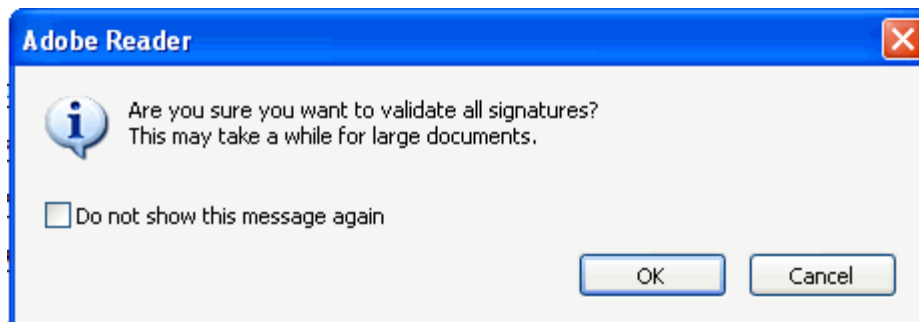 Adobe Reader
Are you sure you want to validate all signatures?
This may take a while for large documents.
Do not show this message again
OK
Cancel